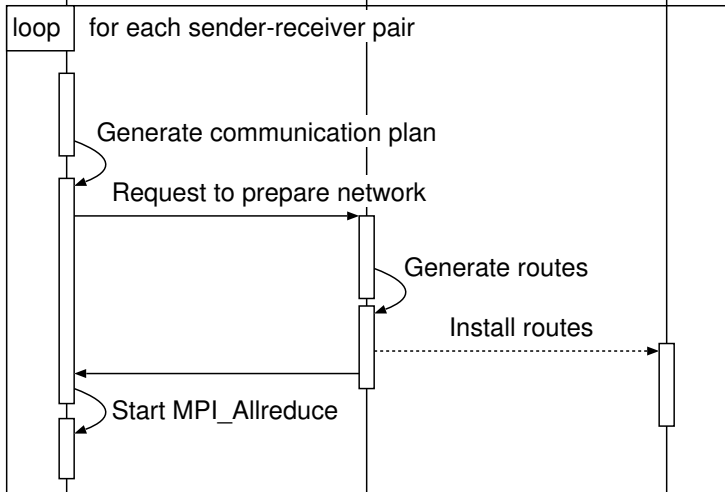 loop for each sender-receiver pair
Generate communication plan
Request to prepare network
Generate routes
Install routes
Start MPI_Allreduce